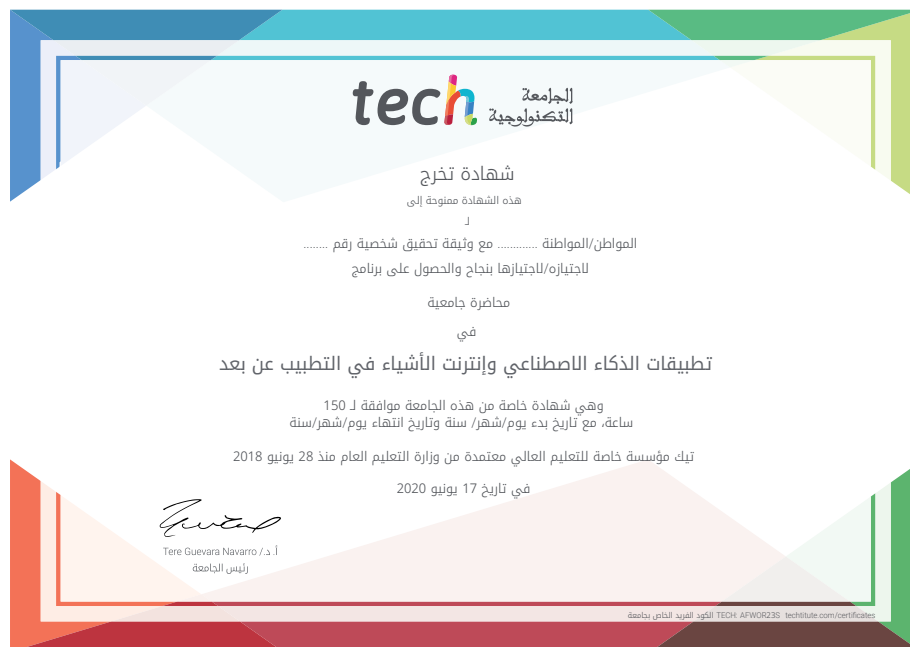 tech الجامعة
التكنولوجية
شهادة تخرج
هذه الشهادة ممنوحة إلى
لـ
المواطن/المواطنة ............ مع وثيقة تحقيق شخصية رقم ........
لاجتيازه/لاجتيازها بنجاح والحصول على برنامج
محاضرة جامعية
في
تطبيقات الذكاء الاصطناعي وإنترنت الأشياء في التطبيب عن بعد
وهي شهادة خاصة من هذه الجامعة موافقة لـ 150
ساعة، مع تاريخ بدء يوم/شهر/ سنة وتاريخ انتهاء يوم/شهر/سنة
تيك مؤسسة خاصة للتعليم العالي معتمدة من وزارة التعليم العام منذ 28 يونيو 2018
في تاريخ 17 يونيو 2020
أ. د./ Tere Guevara Navarro
رئيس الجامعة
الكود الفريد الخاص بجامعة TECH: AFWOR23S techtitute.com/certificates